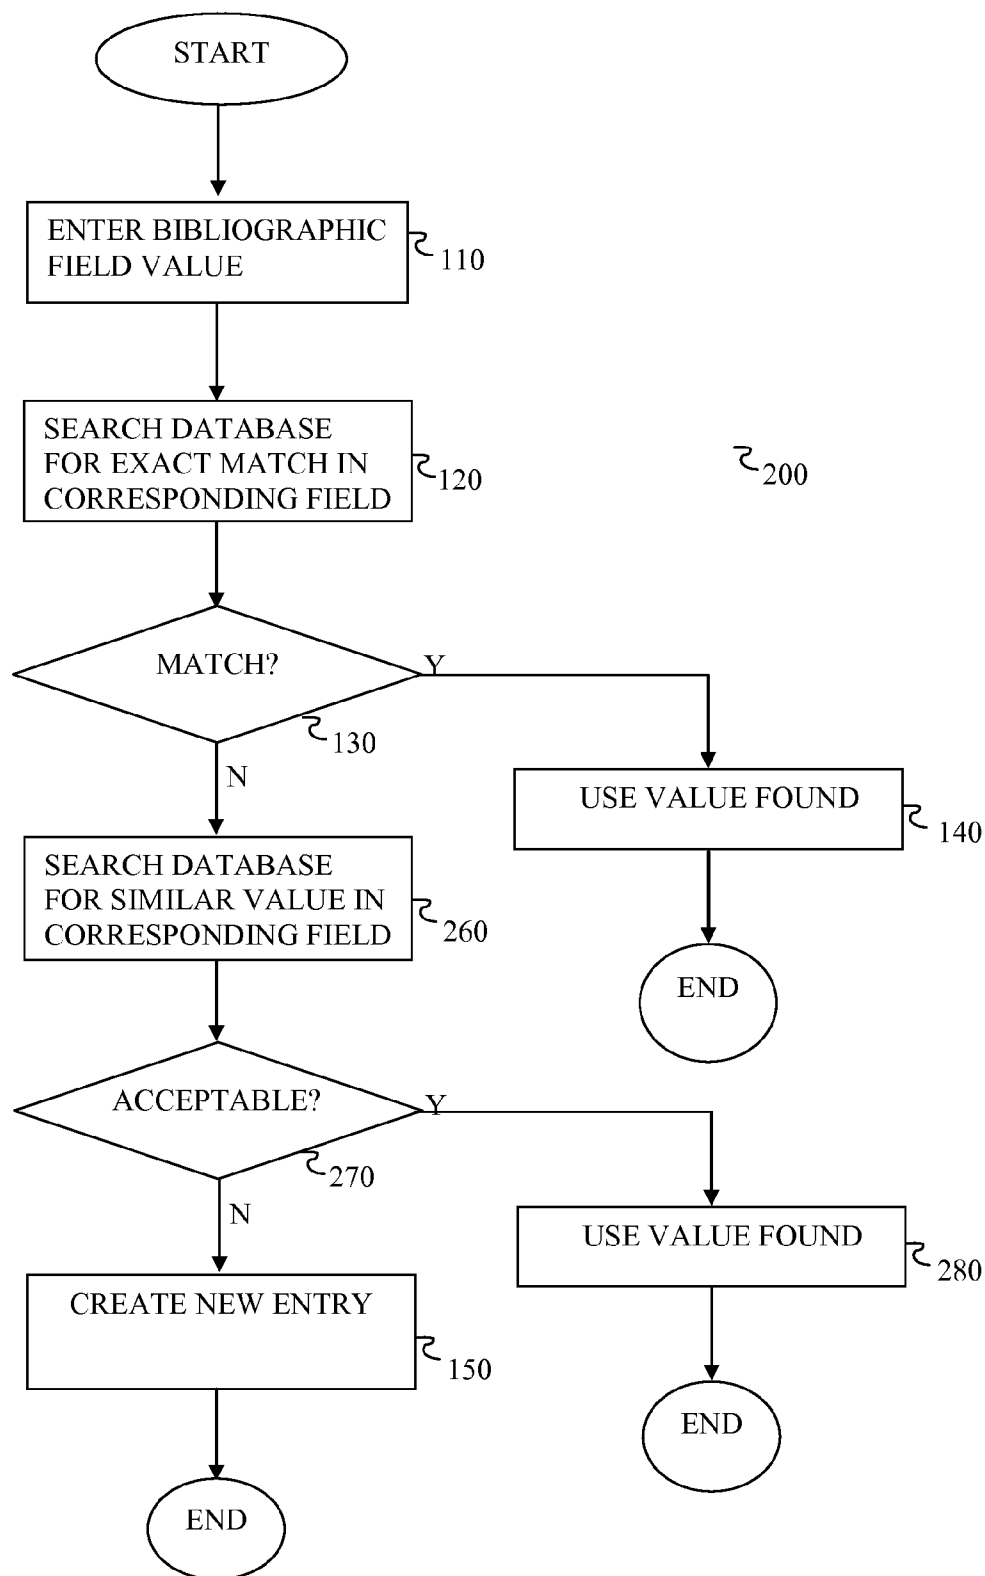 START
ENTER BIBLIOGRAPHIC
FIELD VALUE
110
SEARCH DATABASE
FOR EXACT MATCH IN
CORRESPONDING FIELD
120
200
MATCH?
Y
130
N
USE VALUE FOUND
140
SEARCH DATABASE
FOR SIMILAR VALUE IN
CORRESPONDING FIELD
260
END
ACCEPTABLE?
Y
270
N
USE VALUE FOUND
280
CREATE NEW ENTRY
150
END
END